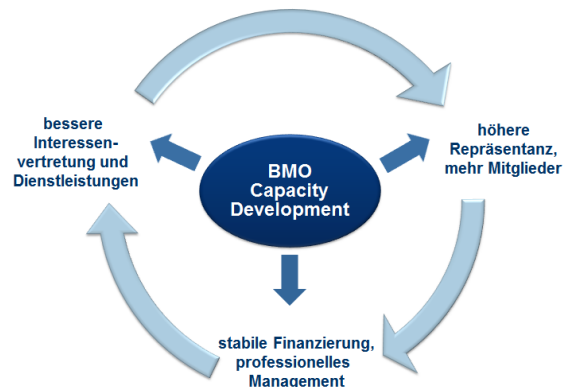 bessere
Interessen-
vertretung und
Dienstleistungen
BMO
Capacity
Development
höhere
Repräsentanz,
mehr Mitglieder
stabile Finanzierung,
professionelles
Management